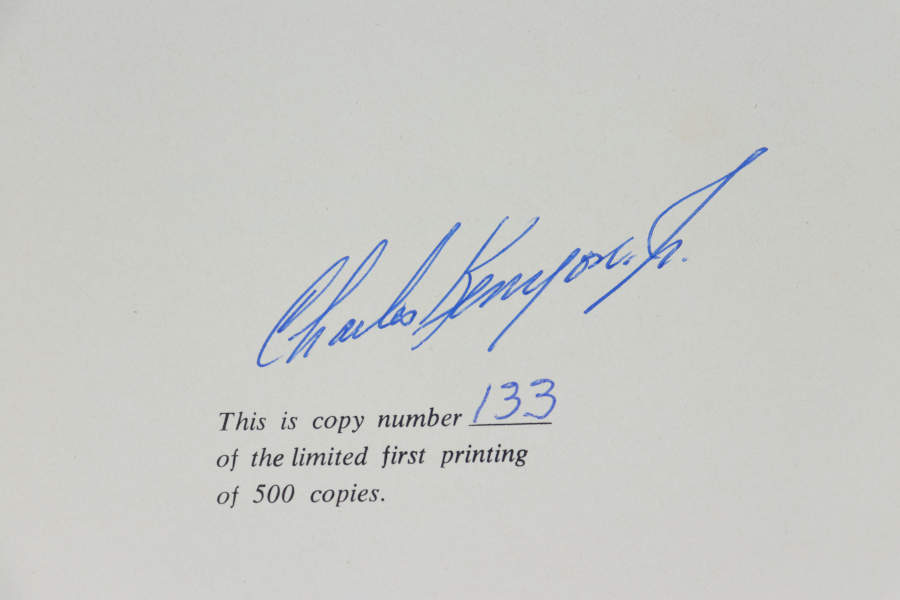 Charles Kenyon, Jr.
This is copy number 133
of the limited first printing
of 500 copies.